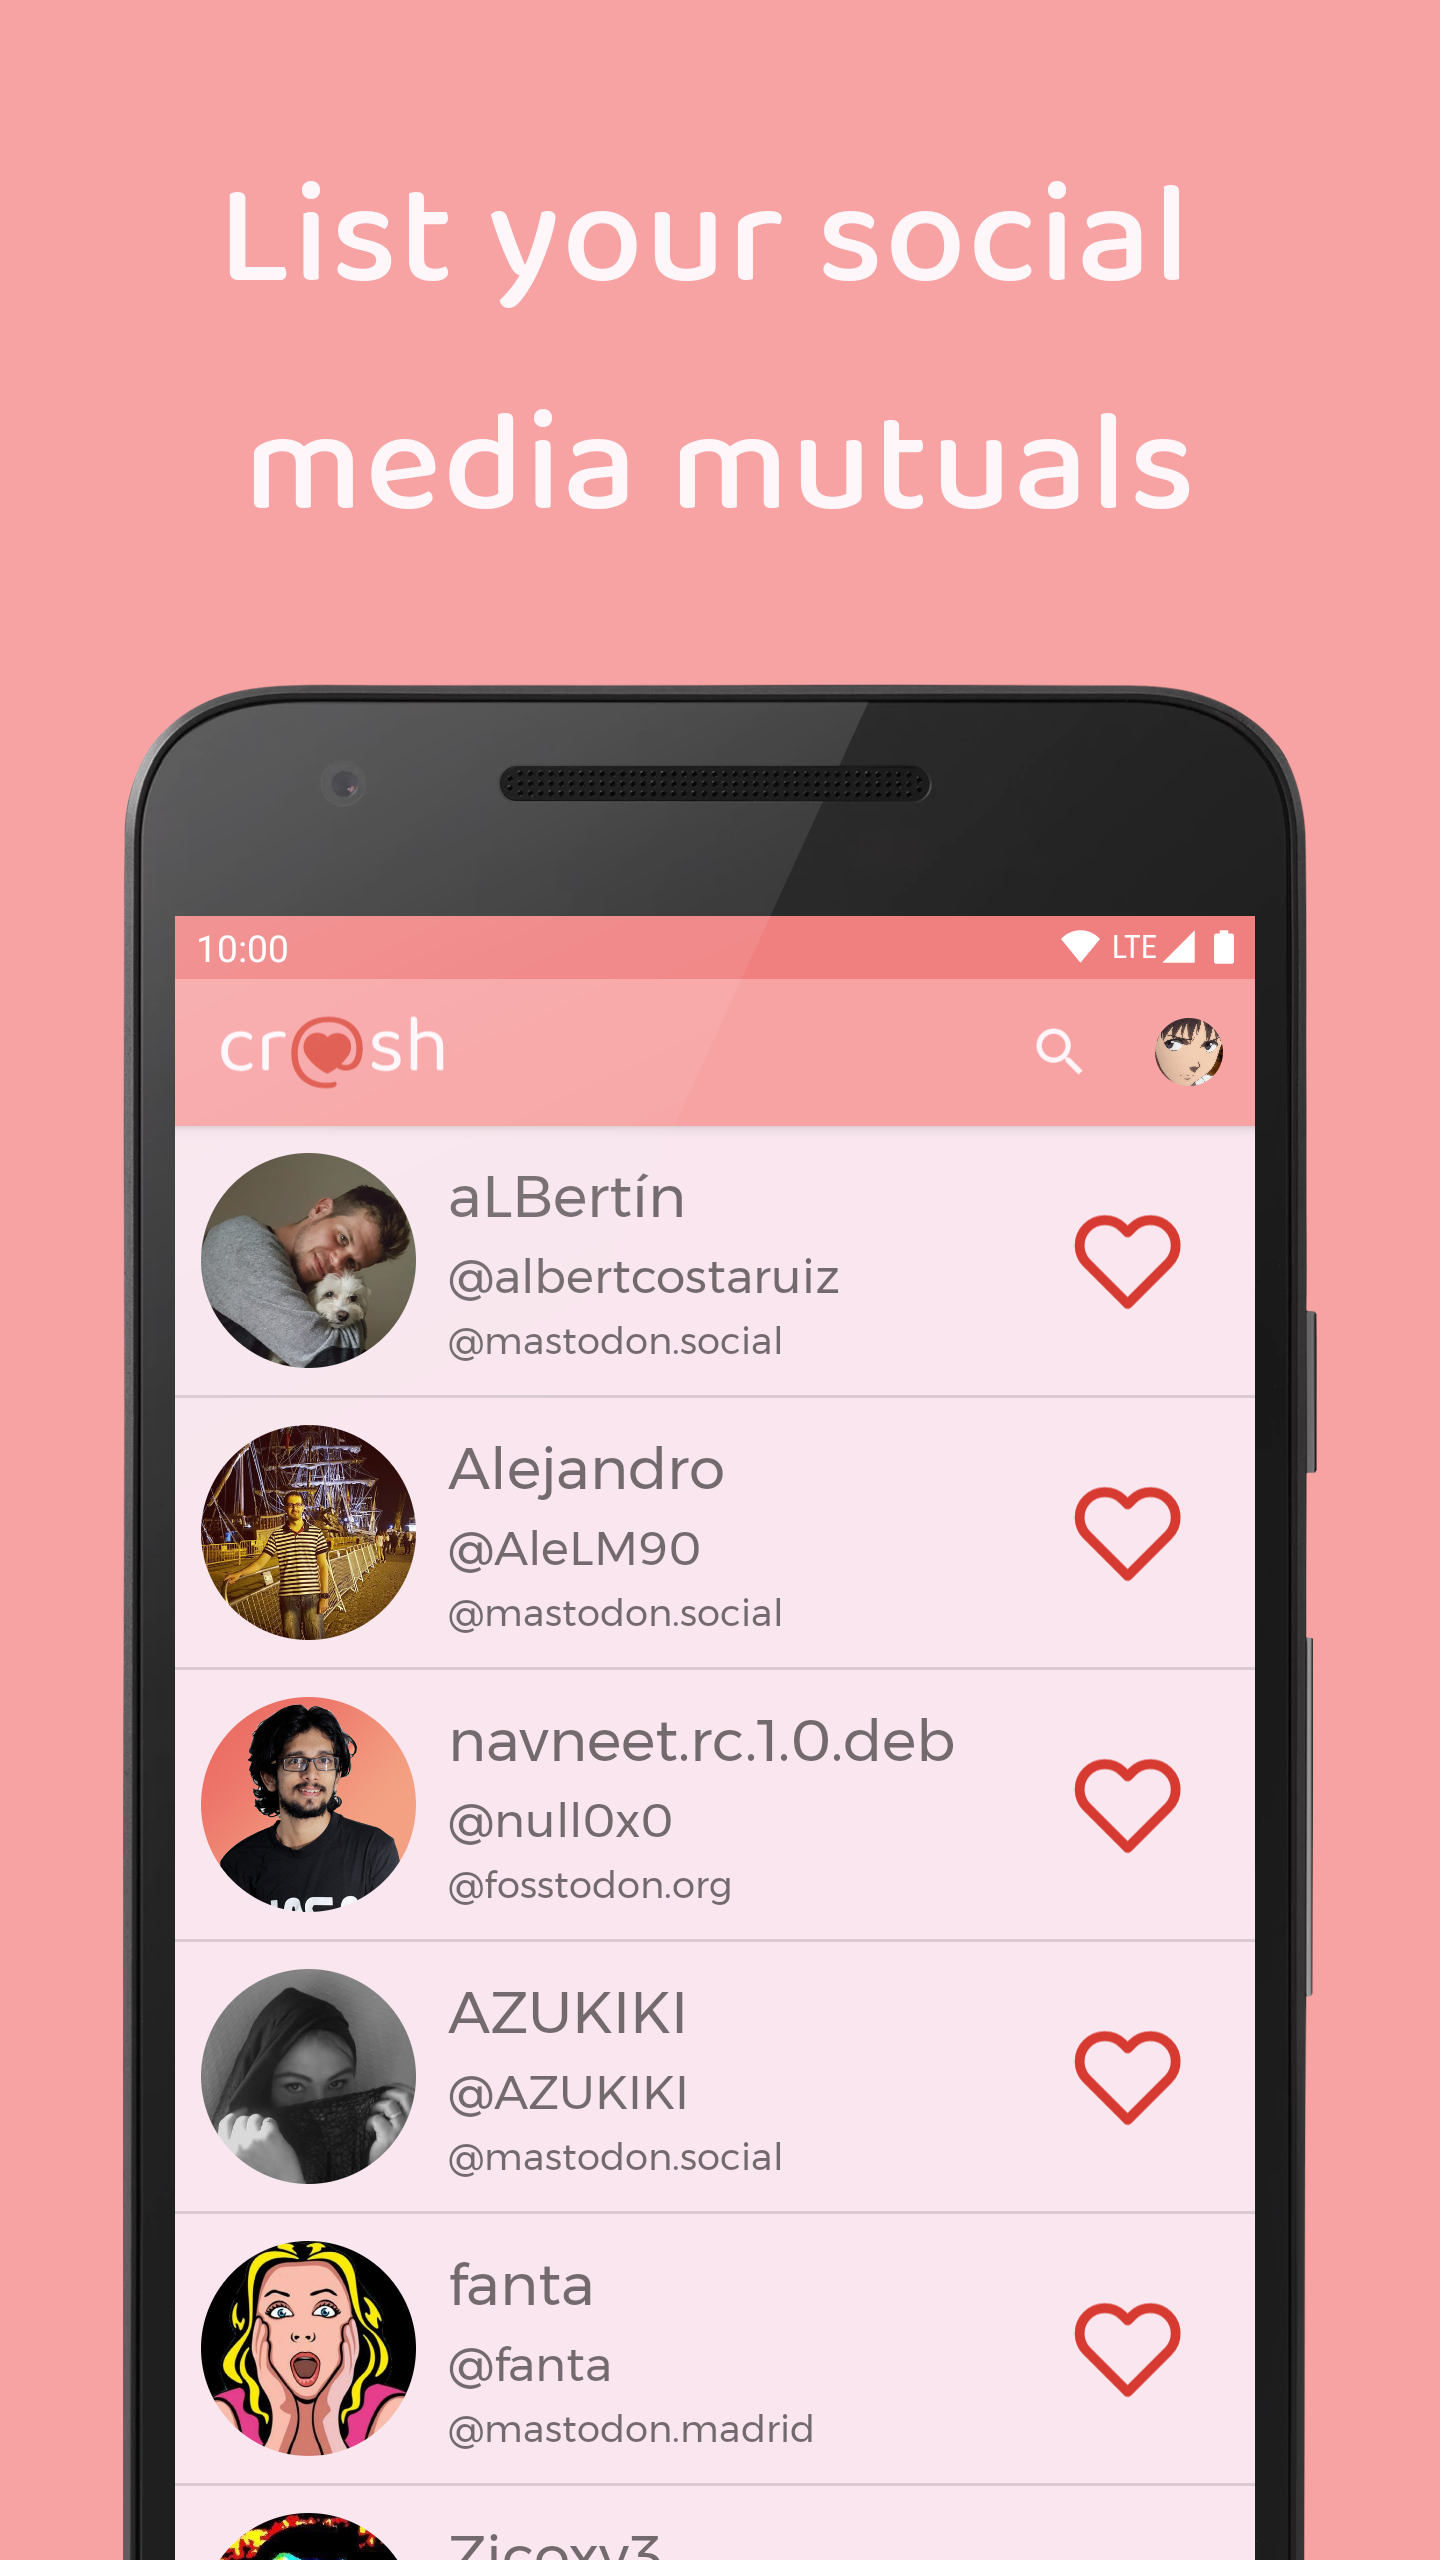 List your social
media mutuals
10:00 LTE
cr@sh
aLBertín
@albertcostaruiz
@mastodon.social
Alejandro
@AleLM90
@mastodon.social
navneet.rc.1.0.deb
@null0x0
@fosstodon.org
AZUKIKI
@AZUKIKI
@mastodon.social
fanta
@fanta
@mastodon.madrid